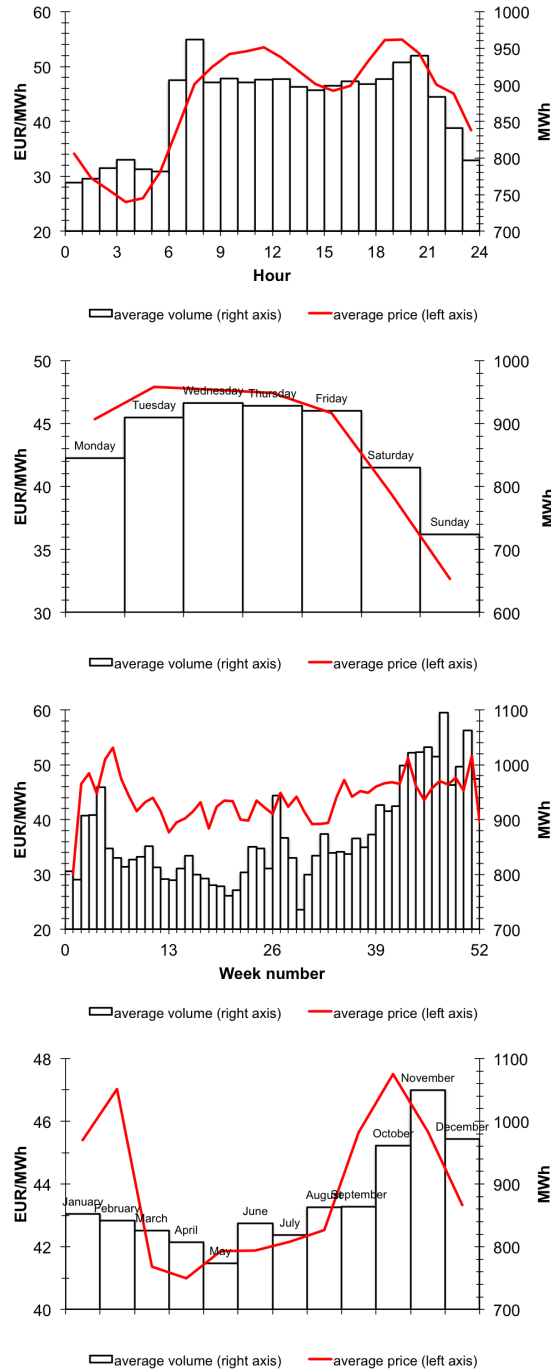 60
50
40
30
20
EUR/MWh
1000
950
900
850
800
750
700
MWh
0 3 6 9 12 15 18 21 24
Hour
average volume (right axis) average price (left axis)
50
45
40
35
30
EUR/MWh
1000
900
800
700
600
MWh
Monday
Tuesday
Wednesday
Thursday
Friday
Saturday
Sunday
average volume (right axis) average price (left axis)
60
50
40
30
20
EUR/MWh
1100
1000
900
800
700
MWh
0 13 26 39 52
Week number
average volume (right axis) average price (left axis)
48
46
44
42
40
EUR/MWh
1100
1000
900
800
700
MWh
January
February
March
April
May
June
July
August
September
October
November
December
average volume (right axis) average price (left axis)